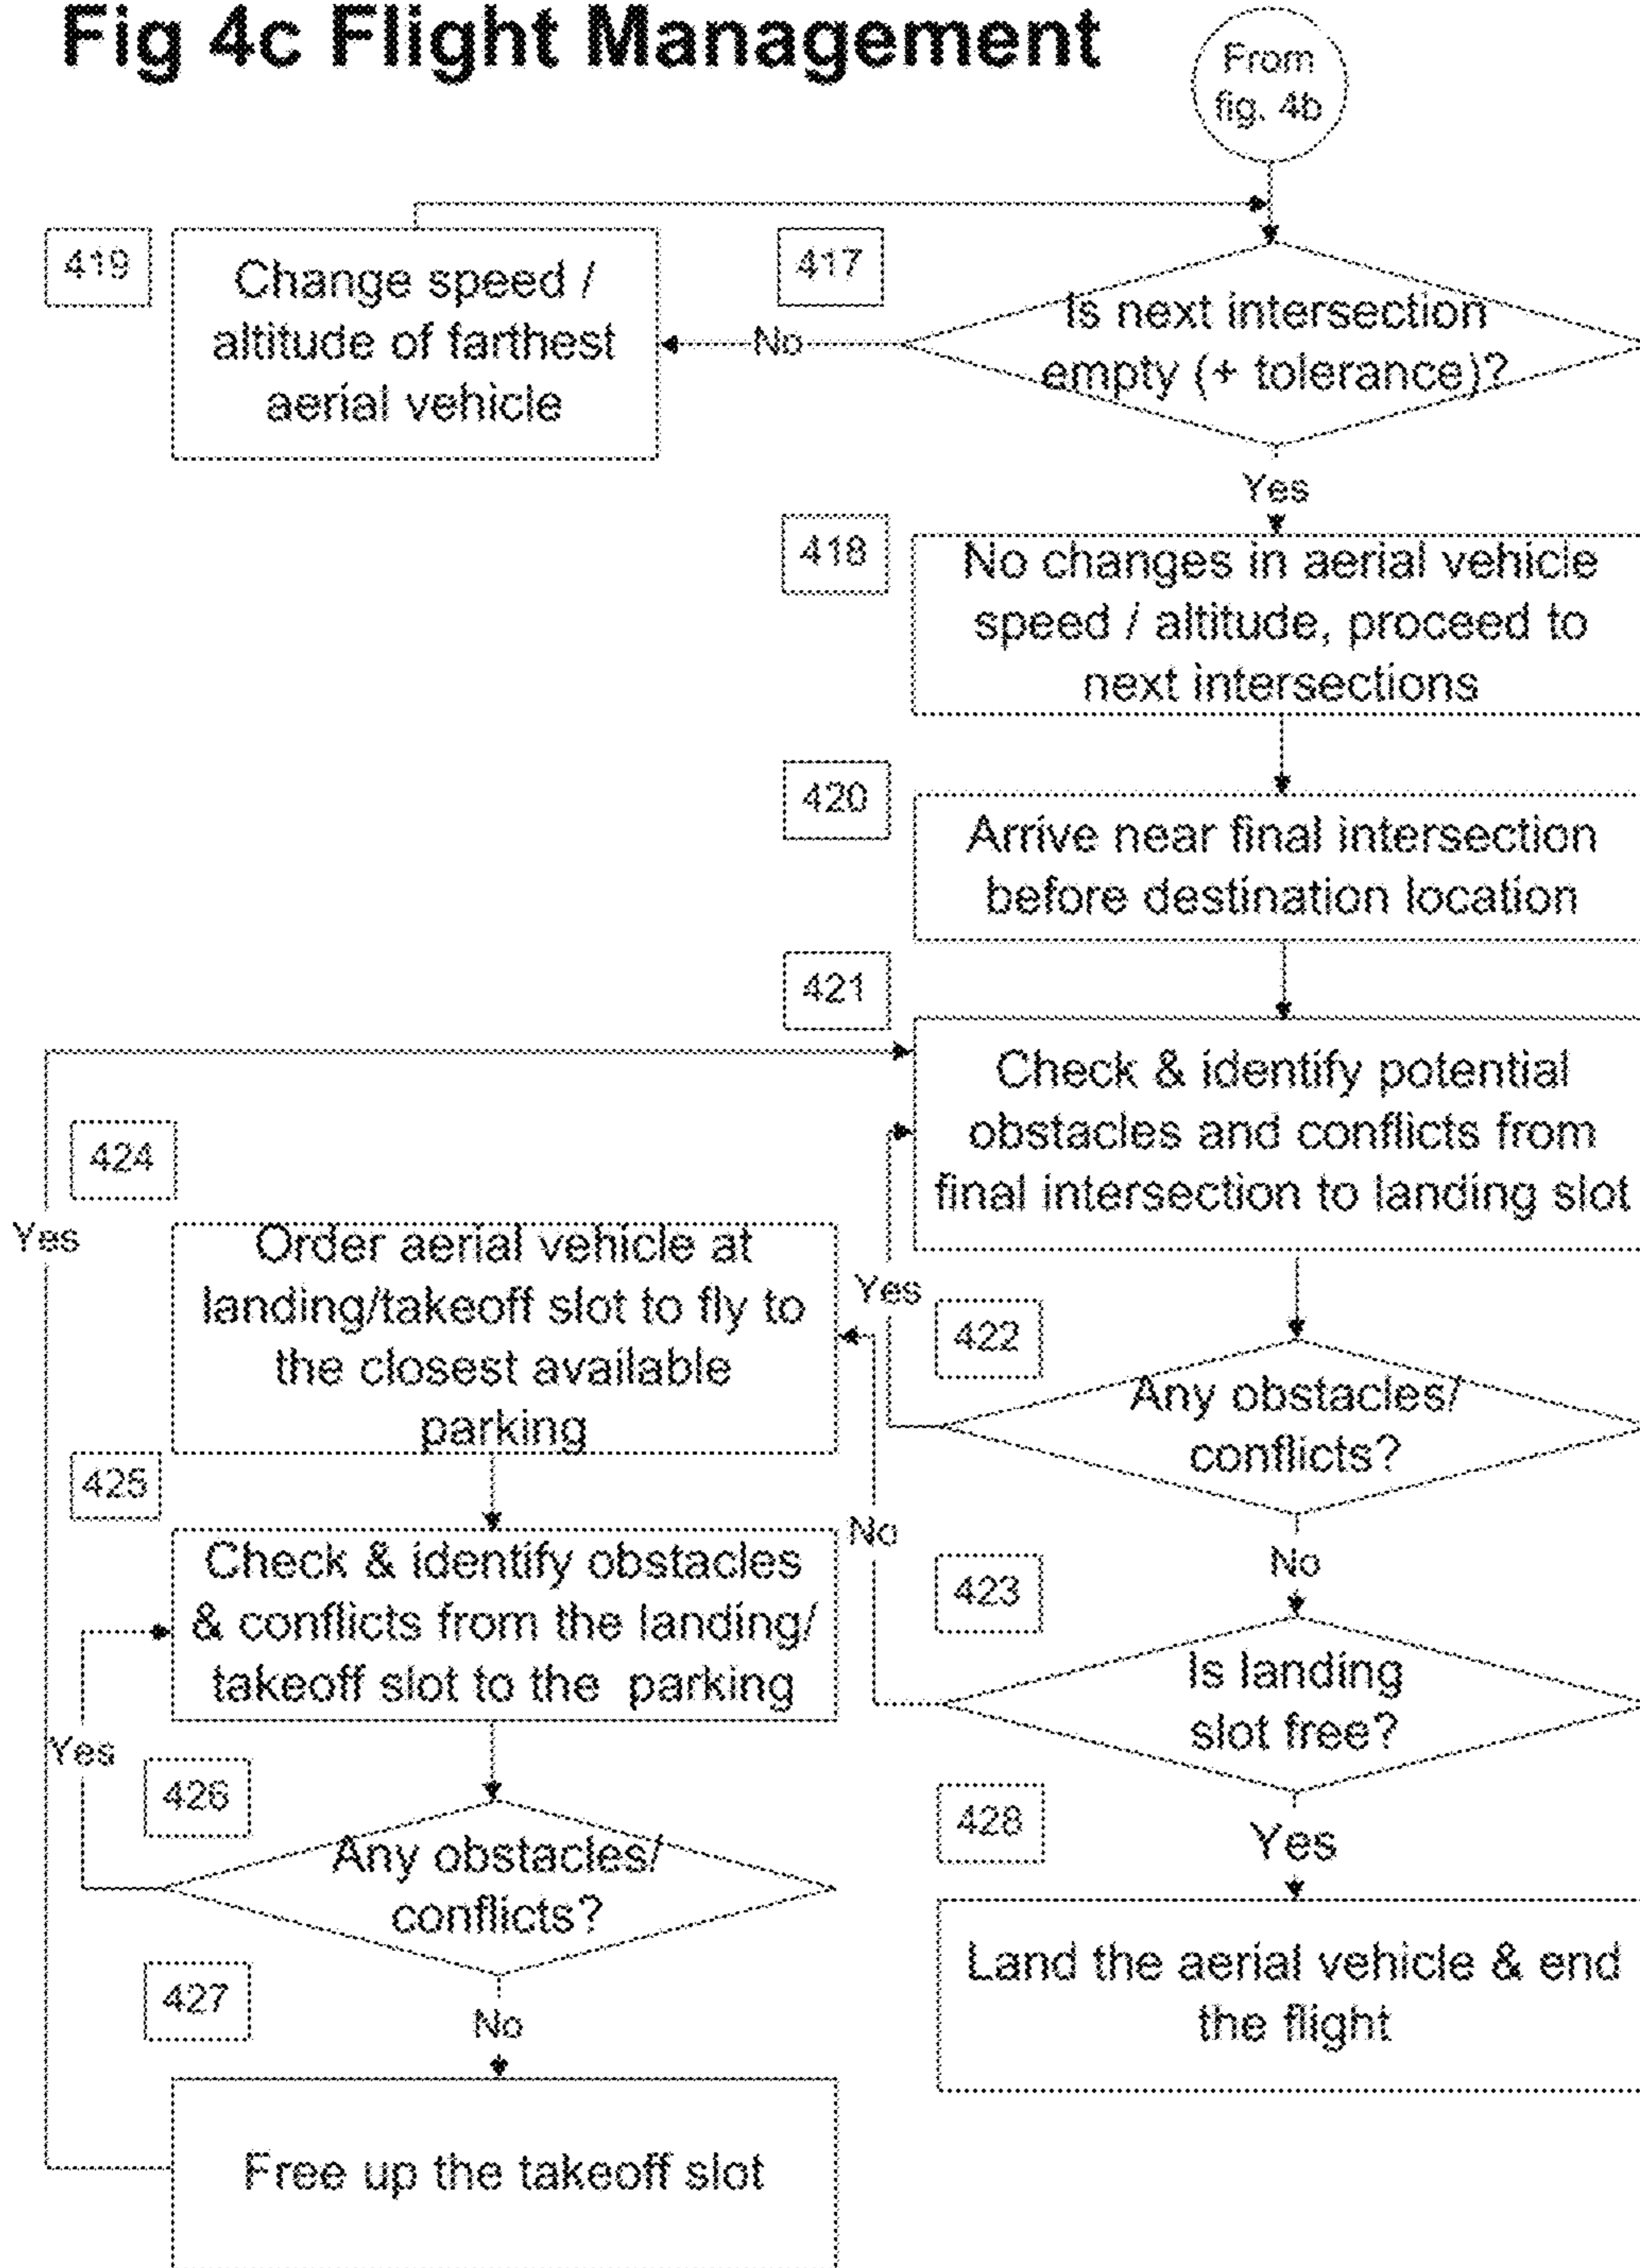 Fig 4c Flight Management
From
fig. 4b
419
Change speed /
altitude of farthest
aerial vehicle
No
417
Is next intersection
empty (+ tolerance)?
Yes
418
No changes in aerial vehicle
speed / altitude, proceed to
next intersections
420
Arrive near final intersection
before destination location
421
Check & identify potential
obstacles and conflicts from
final intersection to landing slot
Yes
422
Any obstacles/
conflicts?
No
423
Is landing
slot free?
No
Yes
428
Land the aerial vehicle & end
the flight
424
Order aerial vehicle at
landing/takeoff slot to fly to
the closest available
parking
425
Check & identify obstacles
& conflicts from the landing/
takeoff slot to the parking
Yes
426
Any obstacles/
conflicts?
No
427
Free up the takeoff slot
Yes